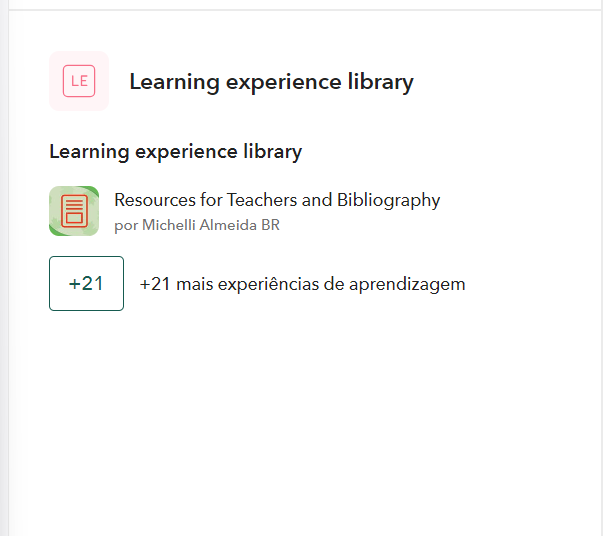 LE
Learning experience library
Learning experience library
Resources for Teachers and Bibliography
por Michelli Almeida BR
+21
+21 mais experiências de aprendizagem